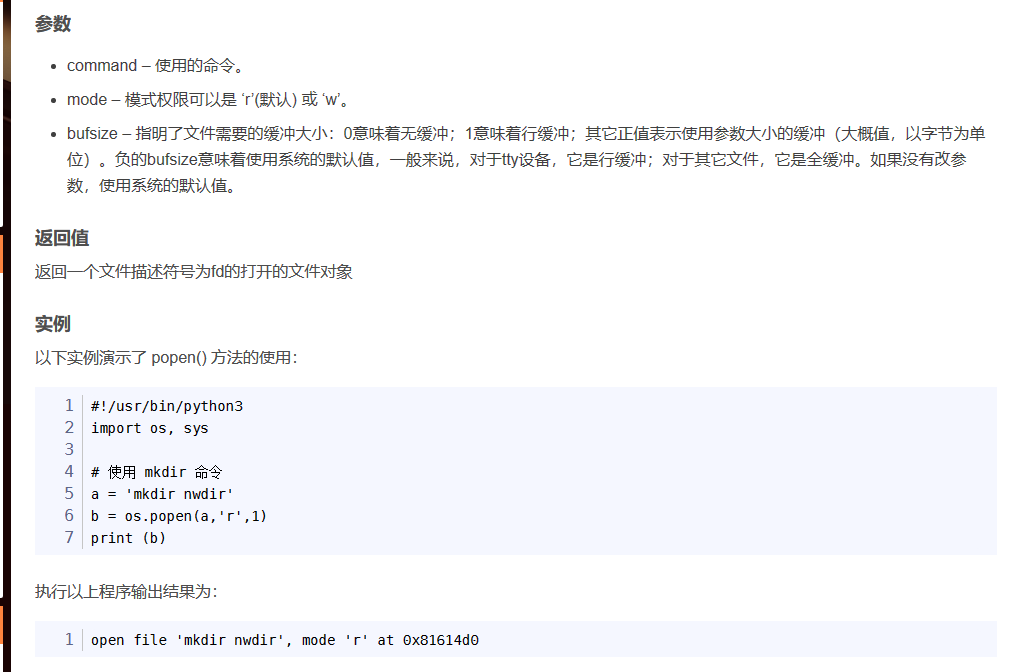 参数
• command – 使用的命令。
• mode – 模式权限可以是 ‘r’(默认) 或 ‘w’。
• bufsize – 指明了文件需要的缓冲大小：0意味着无缓冲；1意味着行缓冲；其它正值表示使用参数大小的缓冲（大概值，以字节为单
位）。负的bufsize意味着使用系统的默认值，一般来说，对于tty设备，它是行缓冲；对于其它文件，它是全缓冲。如果没有改参
数，使用系统的默认值。
返回值
返回一个文件描述符号为fd的打开的文件对象
实例
以下实例演示了 popen() 方法的使用：
1 #!/usr/bin/python3
2 import os, sys
3
4 # 使用 mkdir 命令
5 a = 'mkdir nwdir'
6 b = os.popen(a,'r',1)
7 print (b)
执行以上程序输出结果为：
1 open file 'mkdir nwdir', mode 'r' at 0x81614d0